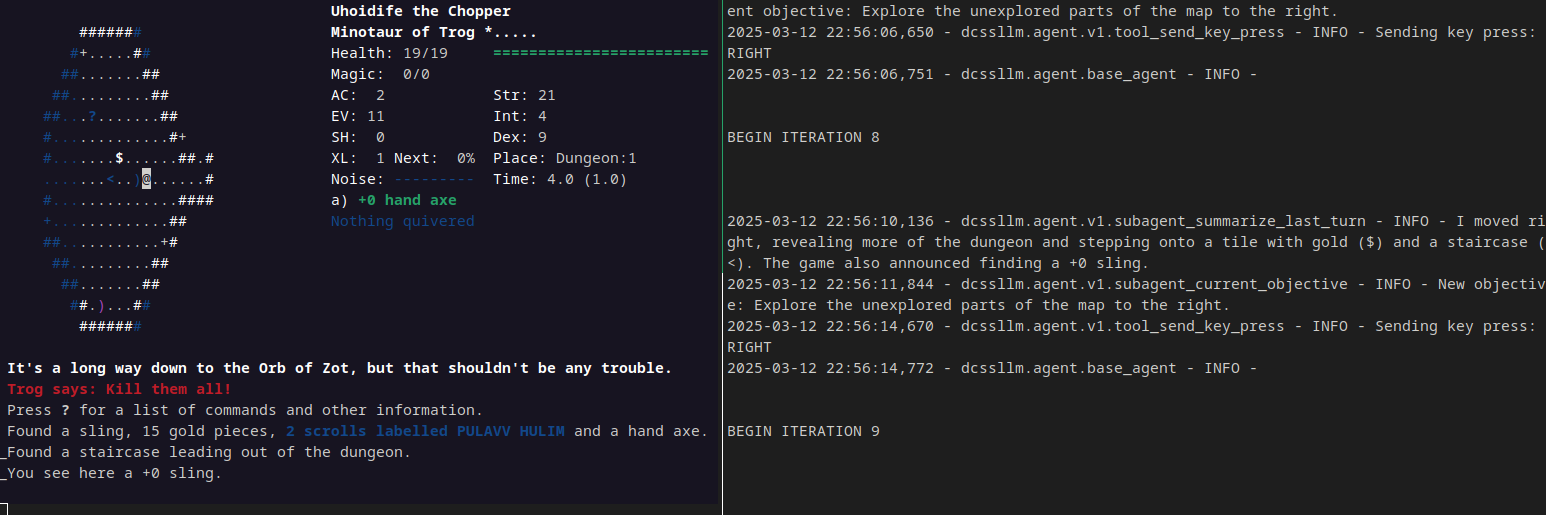 Uhoidife the Chopper
####### Minotaur of Trog *.....
#+.....## Health: 19/19 ========================
##.......## Magic: 0/0
##.........## AC: 2 Str: 21
##...?.......## EV: 11 Int: 4
#.............#+ SH: 0 Dex: 9
#.......$......##.# XL: 1 Next: 0% Place: Dungeon:1
.......<..)@......# Noise: --------- Time: 4.0 (1.0)
#..............#### a) +0 hand axe
+.............## Nothing quivered
##...........+#
##.........##
##.......##
##.)...##
#######
It's a long way down to the Orb of Zot, but that shouldn't be any trouble.
Trog says: Kill them all!
Press ? for a list of commands and other information.
Found a sling, 15 gold pieces, 2 scrolls labelled PULAVV HULIM and a hand axe.
_Found a staircase leading out of the dungeon.
_You see here a +0 sling.
ent objective: Explore the unexplored parts of the map to the right.
2025-03-12 22:56:06,650 - dcssllm.agent.v1.tool_send_key_press - INFO - Sending key press:
RIGHT
2025-03-12 22:56:06,751 - dcssllm.agent.base_agent - INFO -
BEGIN ITERATION 8
2025-03-12 22:56:10,136 - dcssllm.agent.v1.subagent_summarize_last_turn - INFO - I moved ri
ght, revealing more of the dungeon and stepping onto a tile with gold ($) and a staircase (
<). The game also announced finding a +0 sling.
2025-03-12 22:56:11,844 - dcssllm.agent.v1.subagent_current_objective - INFO - New objectiv
e: Explore the unexplored parts of the map to the right.
2025-03-12 22:56:14,670 - dcssllm.agent.v1.tool_send_key_press - INFO - Sending key press:
RIGHT
2025-03-12 22:56:14,772 - dcssllm.agent.base_agent - INFO -
BEGIN ITERATION 9